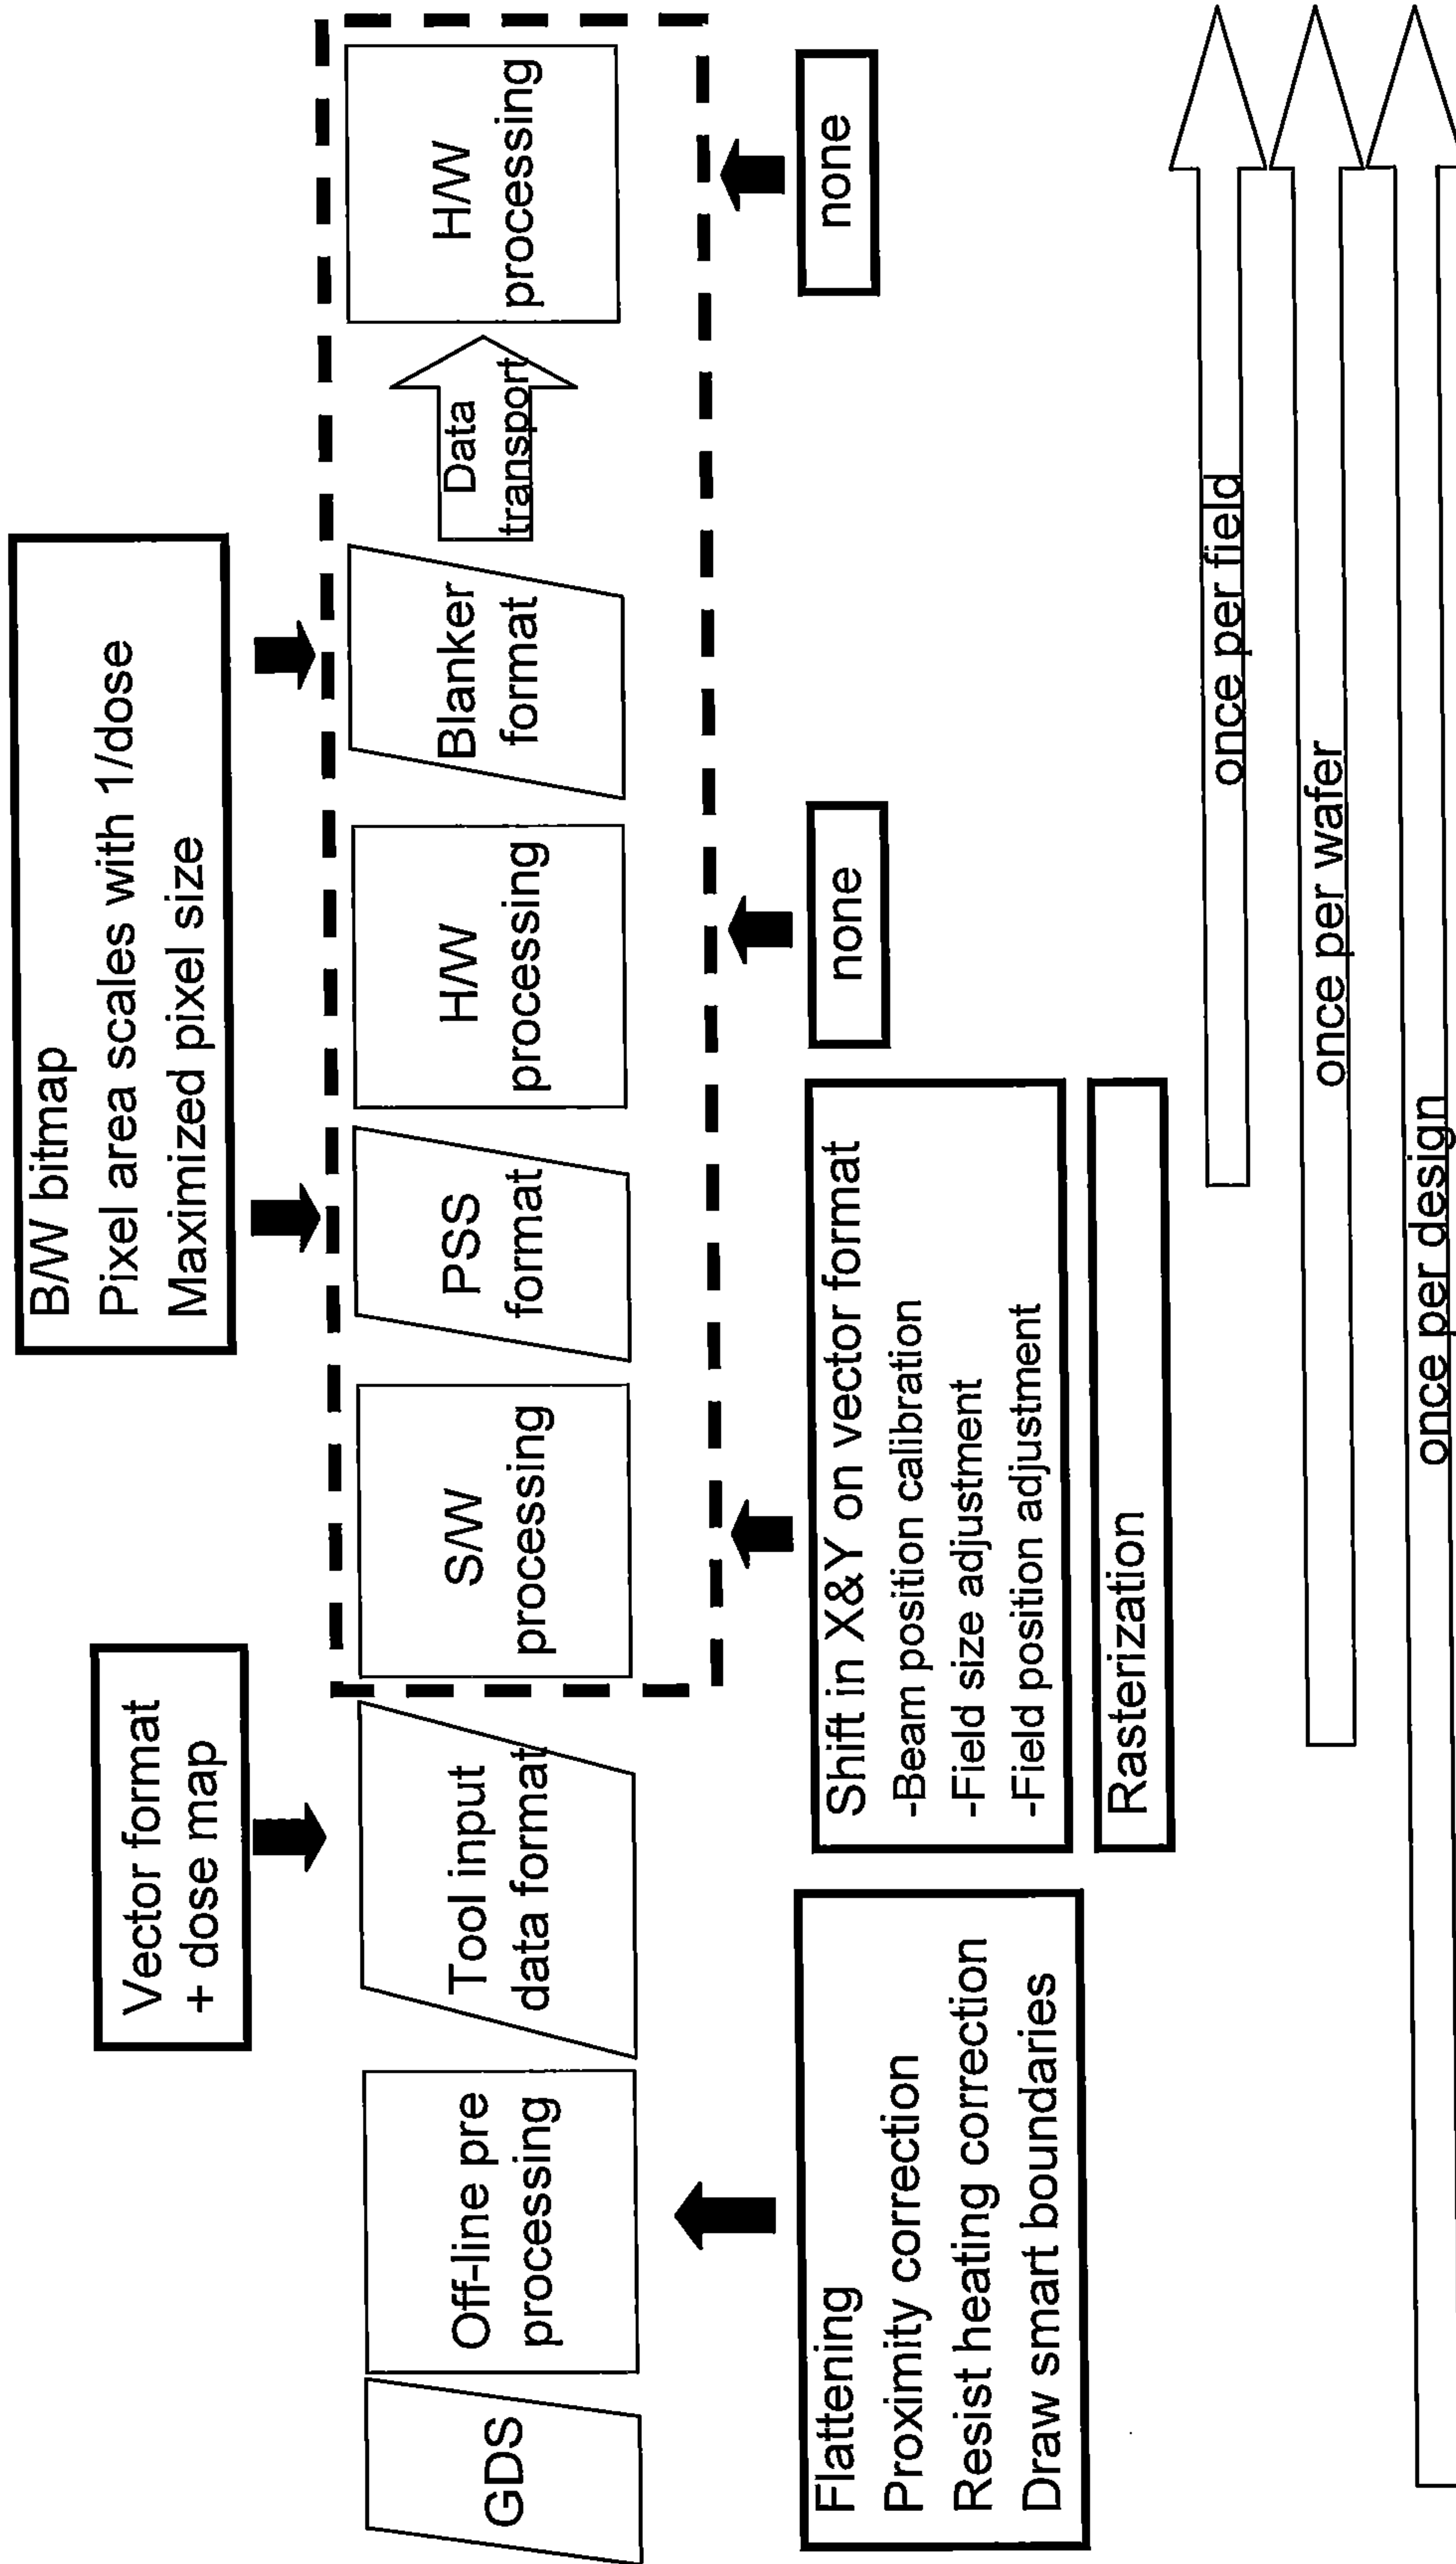 B/W bitmap
Pixel area scales with 1/dose
Maximized pixel size
Vector format
+ dose map
GDS
Off-line pre
processing
Tool input
data format
S/W
processing
PSS
format
H/W
processing
Blanker
format
Data
transport
H/W
processing
Flattening
Proximity correction
Resist heating correction
Draw smart boundaries
Shift in X&Y on vector format
-Beam position calibration
-Field size adjustment
-Field position adjustment
Rasterization
none
none
once per field
once per wafer
once per design